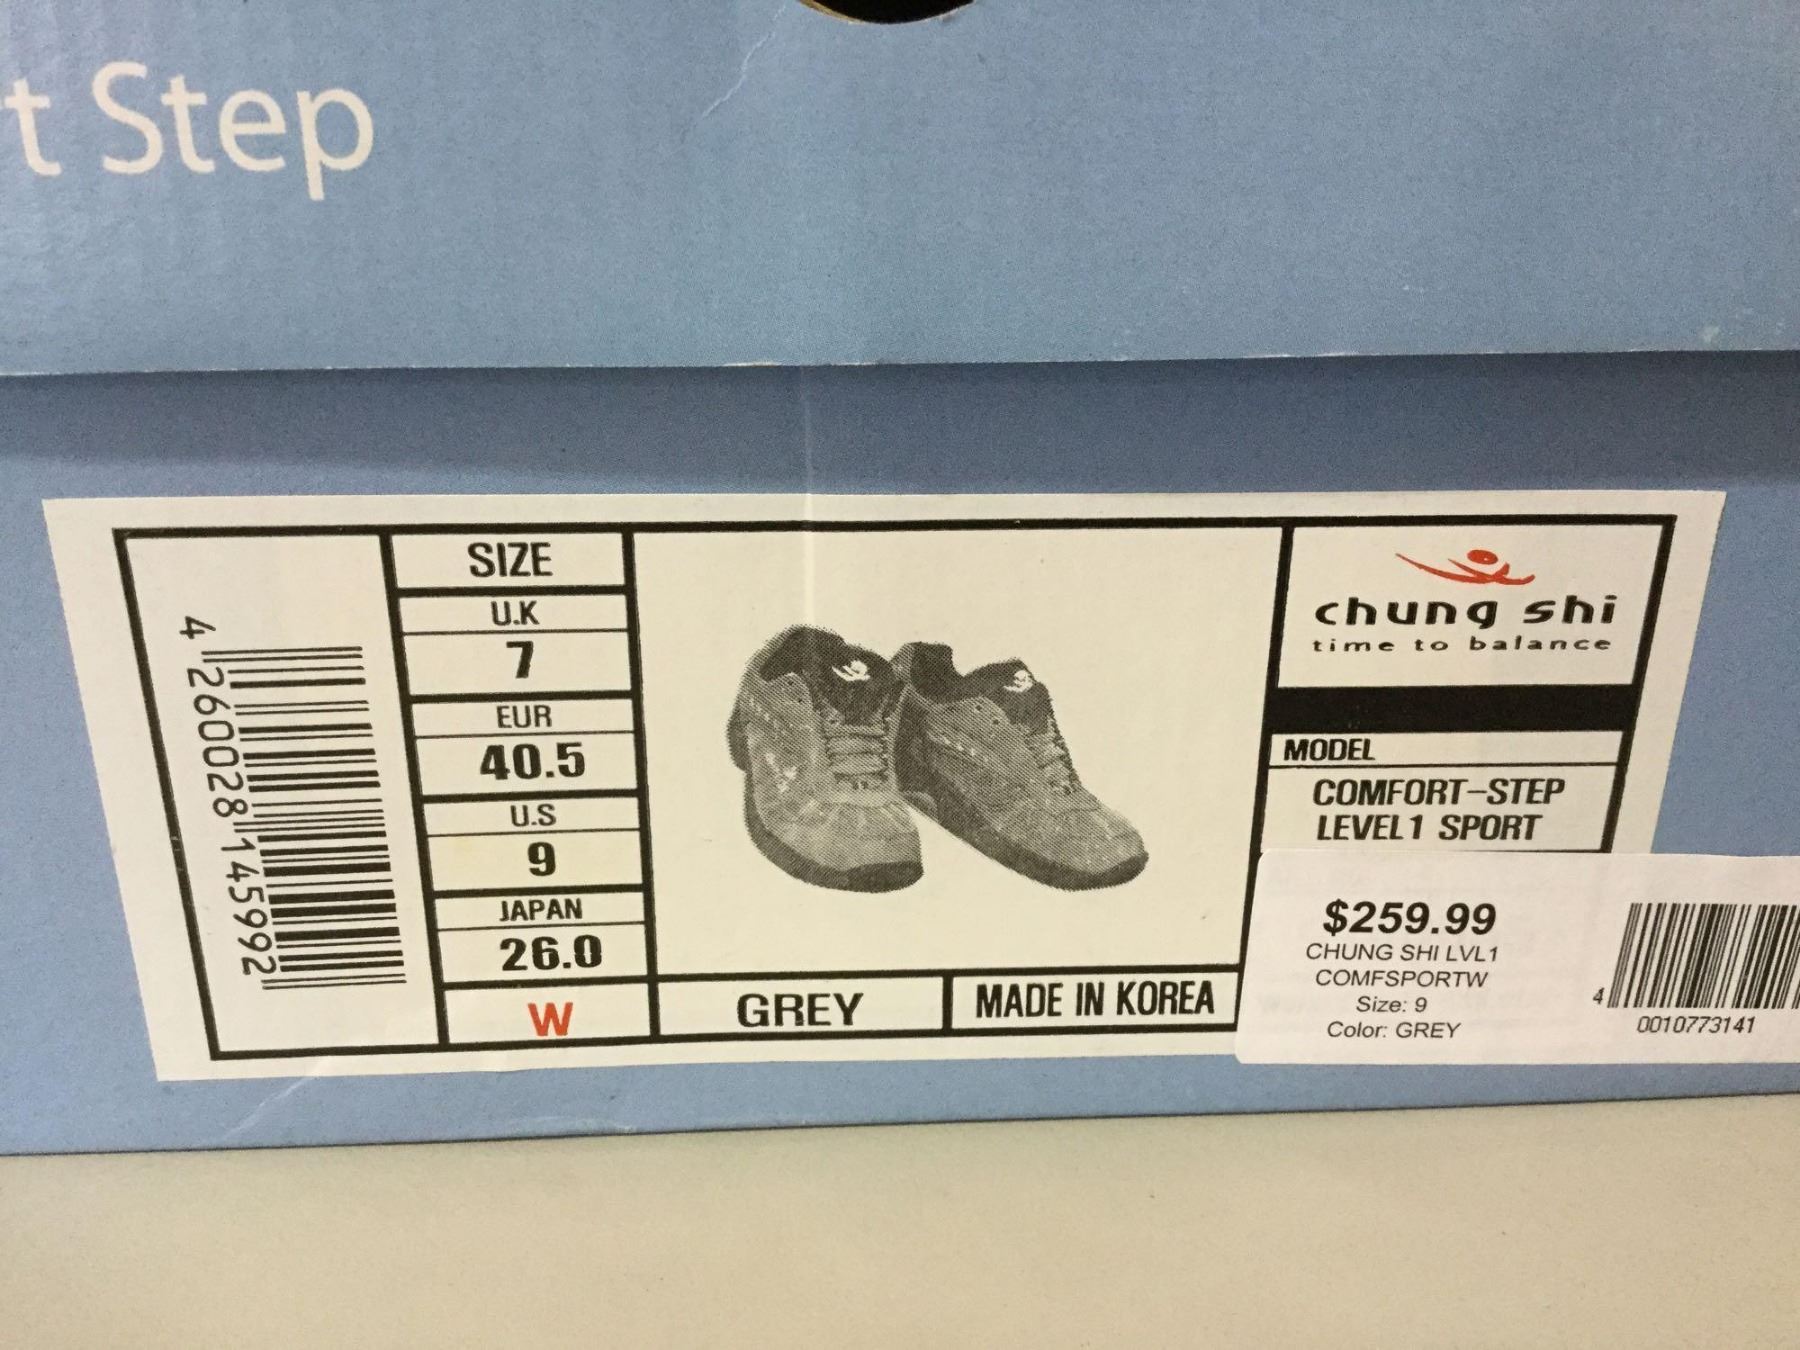 t Step
4 260028 145992
SIZE
U.K
7
EUR
40.5
U.S
9
JAPAN
26.0
W
GREY
MADE IN KOREA
chung shi
time to balance
MODEL
COMFORT-STEP
LEVEL1 SPORT
$259.99
CHUNG SHI LVL1
COMFSPORTW
Size: 9
Color: GREY
4
0010773141